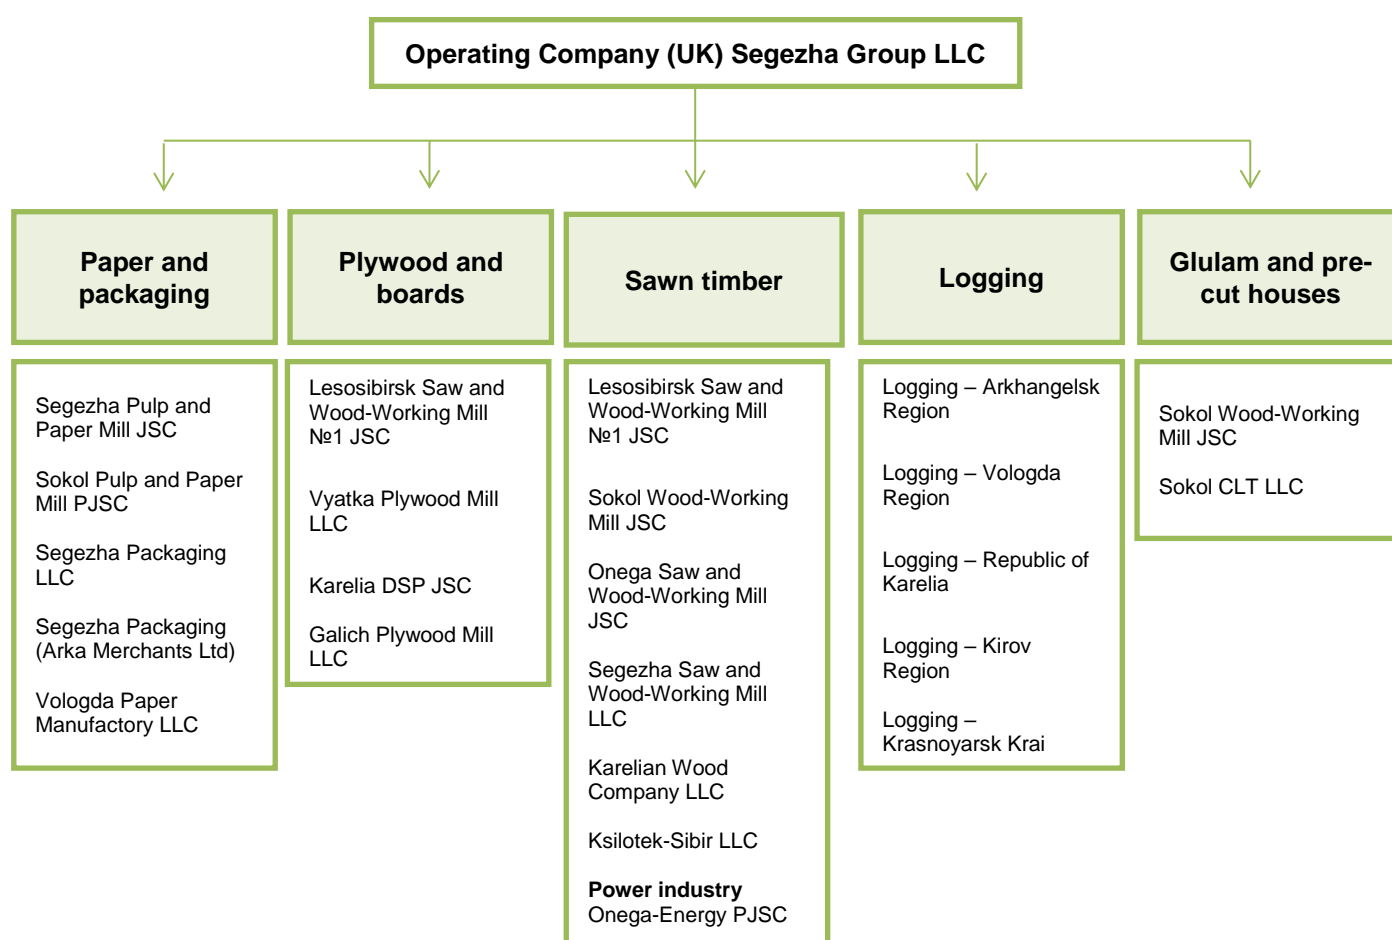 Operating Company (UK) Segezha Group LLC
Paper and
packaging
Segezha Pulp and
Paper Mill JSC
Sokol Pulp and Paper
Mill PJSC
Segezha Packaging
LLC
Segezha Packaging
(Arka Merchants Ltd)
Vologda Paper
Manufactory LLC
Plywood and
boards
Lesosibirsk Saw and
Wood-Working Mill
№1 JSC
Vyatka Plywood Mill
LLC
Karelia DSP JSC
Galich Plywood Mill
LLC
Sawn timber
Lesosibirsk Saw and
Wood-Working Mill
№1 JSC
Sokol Wood-Working
Mill JSC
Onega Saw and
Wood-Working Mill
JSC
Segezha Saw and
Wood-Working Mill
LLC
Karelian Wood
Company LLC
Ksilotek-Sibir LLC
Power industry
Onega-Energy PJSC
Logging
Logging – Arkhangelsk
Region
Logging – Vologda
Region
Logging – Republic of
Karelia
Logging – Kirov
Region
Logging –
Krasnoyarsk Krai
Glulam and pre-
cut houses
Sokol Wood-Working
Mill JSC
Sokol CLT LLC